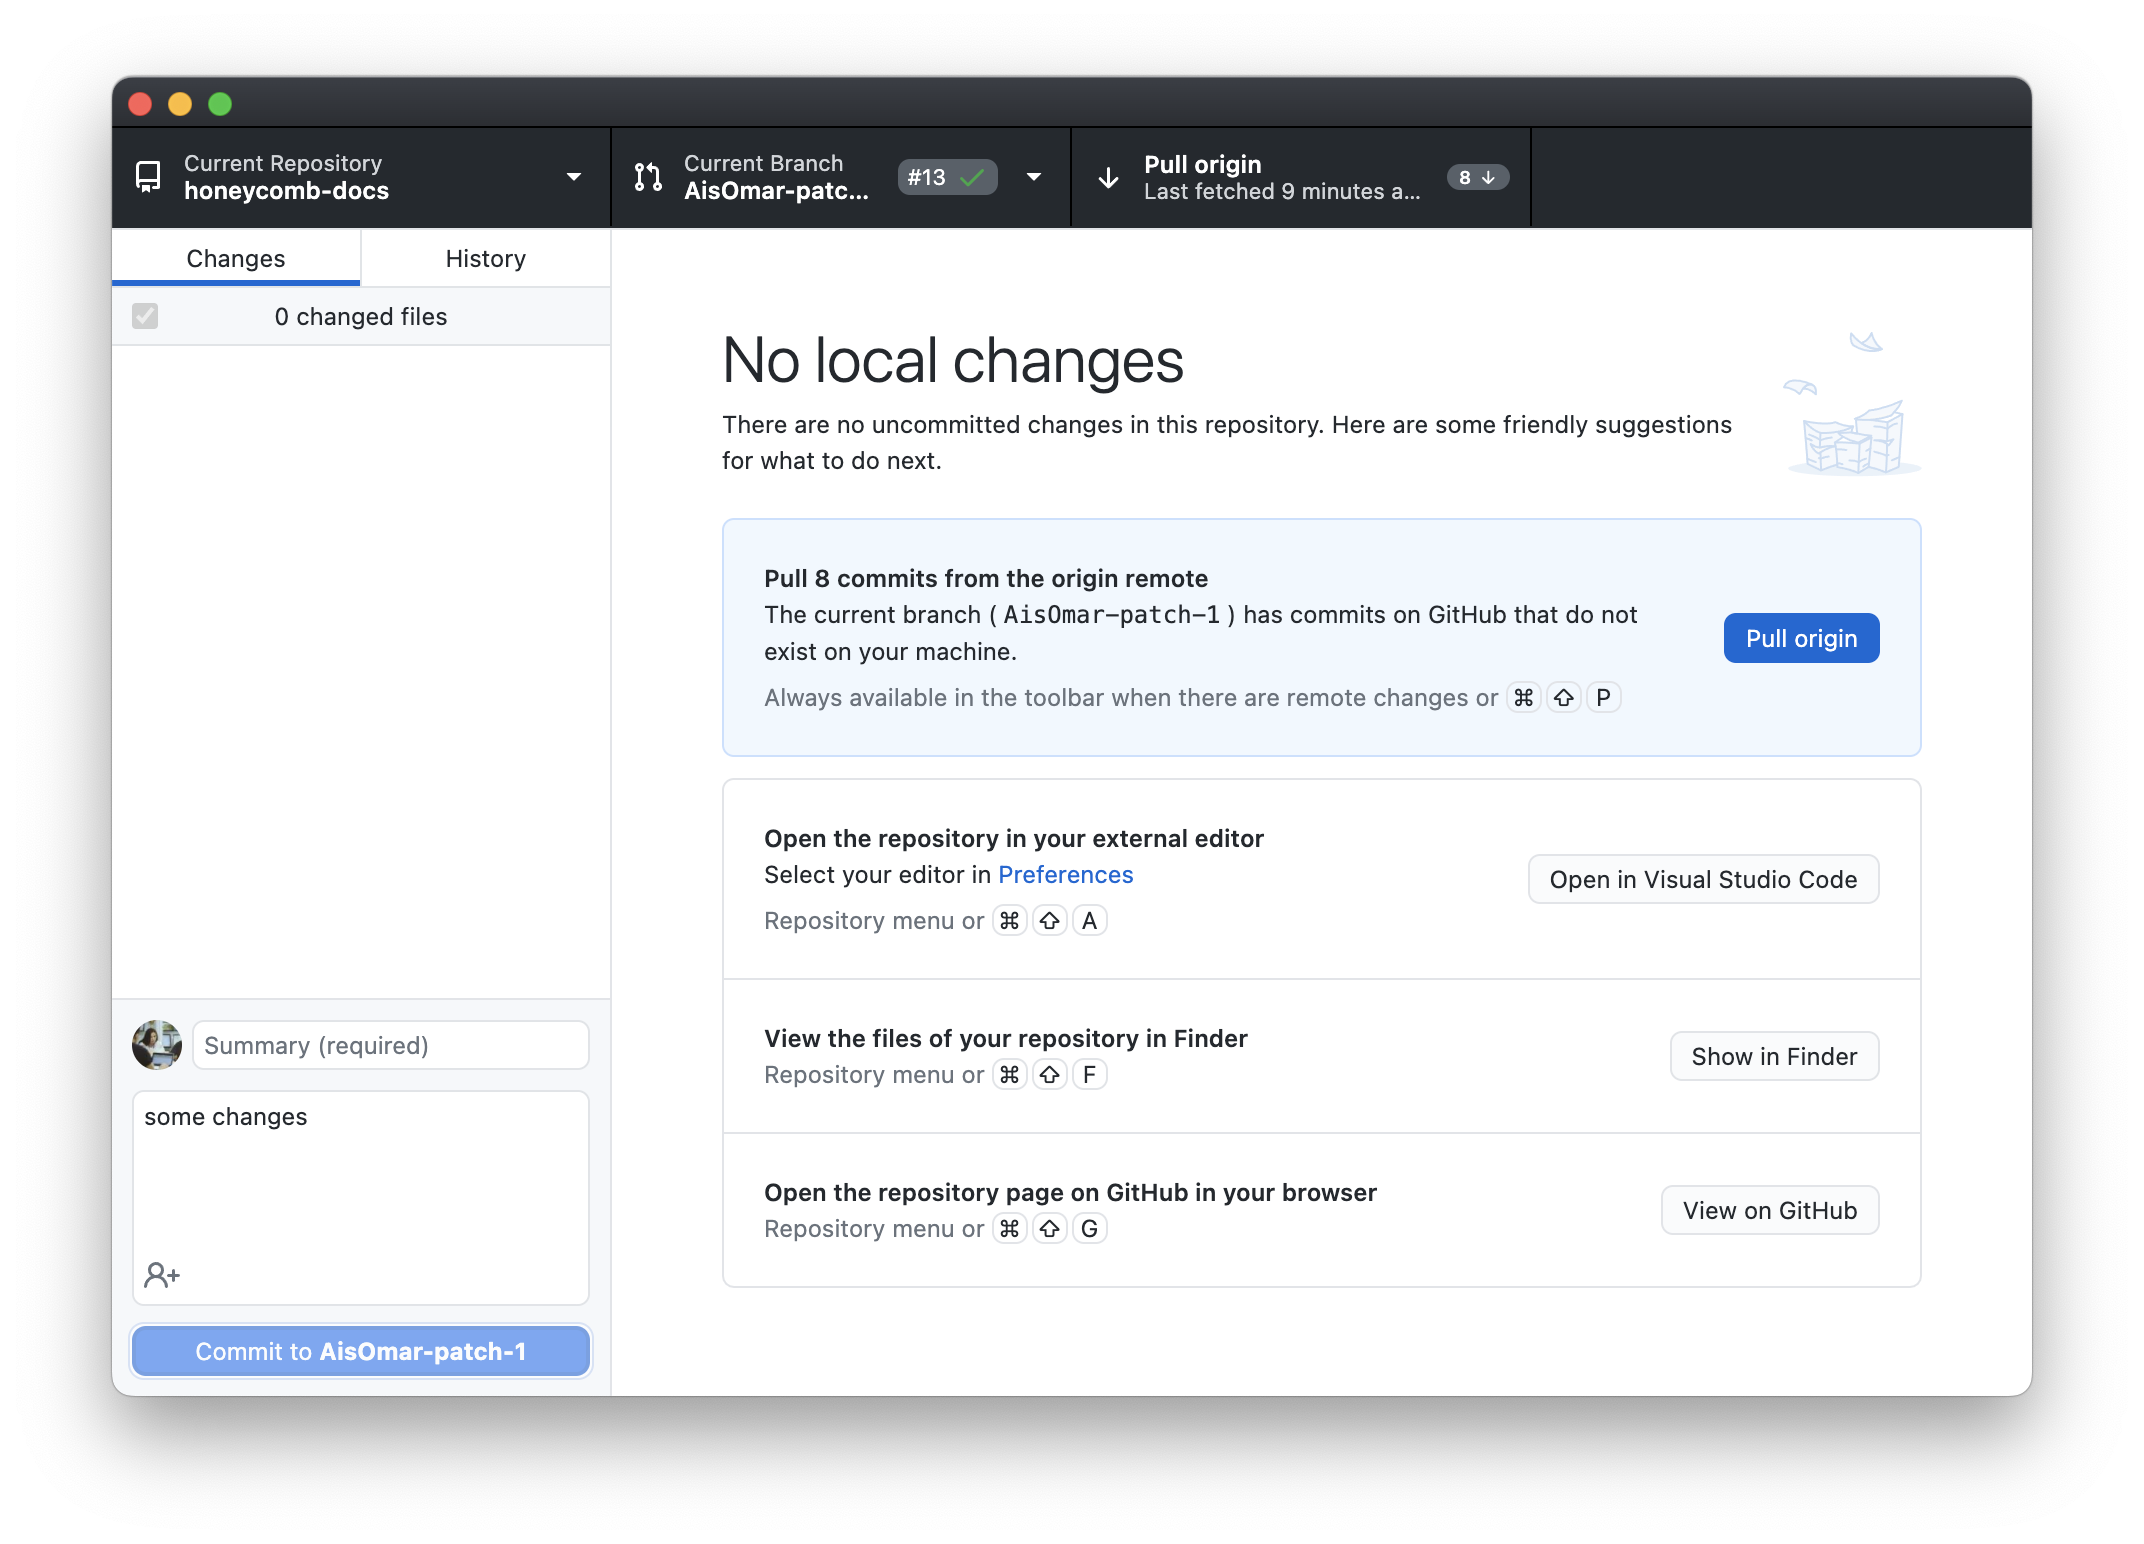 Current Repository
honeycomb-docs
Current Branch
AisOmar-patc...
#13
Pull origin
Last fetched 9 minutes a...
8
Changes
History
0 changed files
No local changes
There are no uncommitted changes in this repository. Here are some friendly suggestions
for what to do next.
Pull 8 commits from the origin remote
The current branch ( AisOmar-patch-1 ) has commits on GitHub that do not
exist on your machine.
Always available in the toolbar when there are remote changes or ⌘ ⇧ P
Pull origin
Open the repository in your external editor
Select your editor in Preferences
Repository menu or ⌘ ⇧ A
Open in Visual Studio Code
View the files of your repository in Finder
Repository menu or ⌘ ⇧ F
Show in Finder
Open the repository page on GitHub in your browser
Repository menu or ⌘ ⇧ G
View on GitHub
Summary (required)
some changes
Commit to AisOmar-patch-1